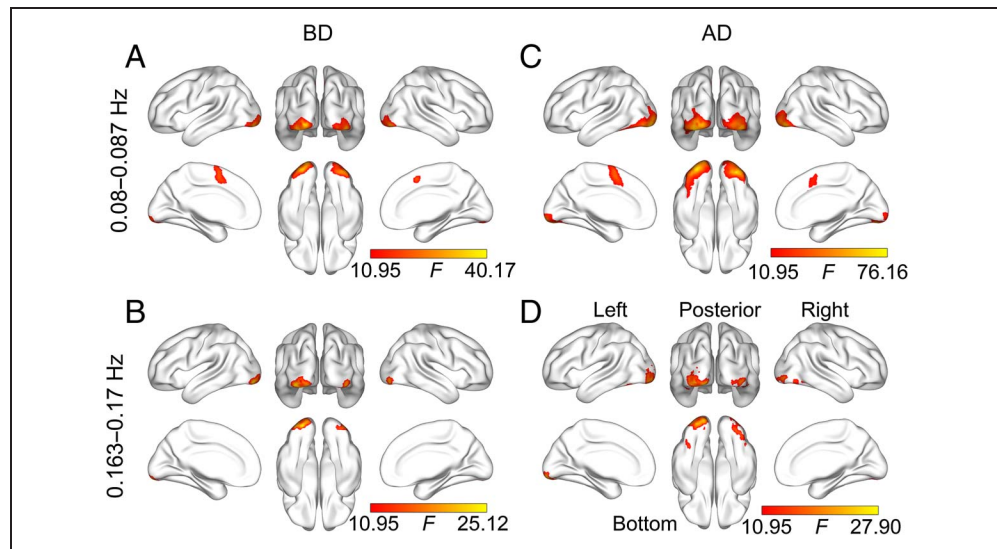 BD
AD
A
C
0.08–0.087 Hz
10.95 F 40.17
10.95 F 76.16
B
D
Left Posterior Right
0.163–0.17 Hz
10.95 F 25.12
Bottom
10.95 F 27.90